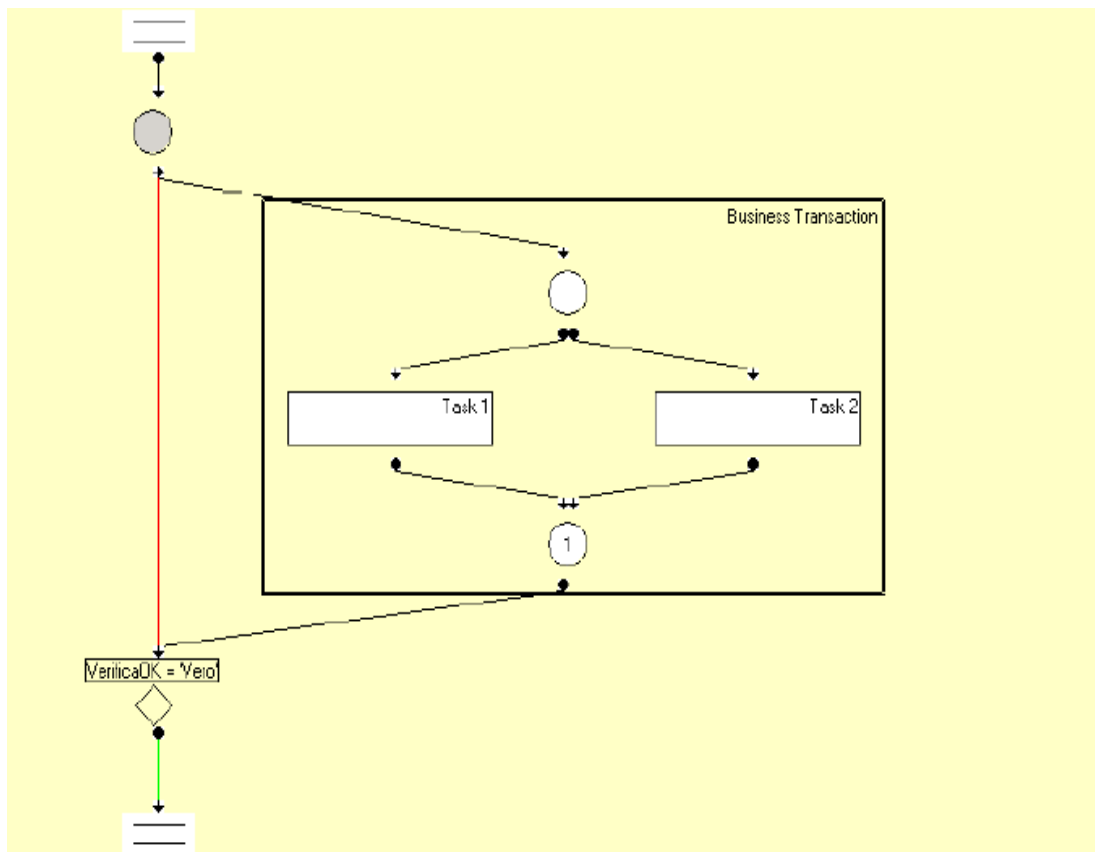 Business Transaction
Task 1
Task 2
1
VerificaOK = 'Vero'